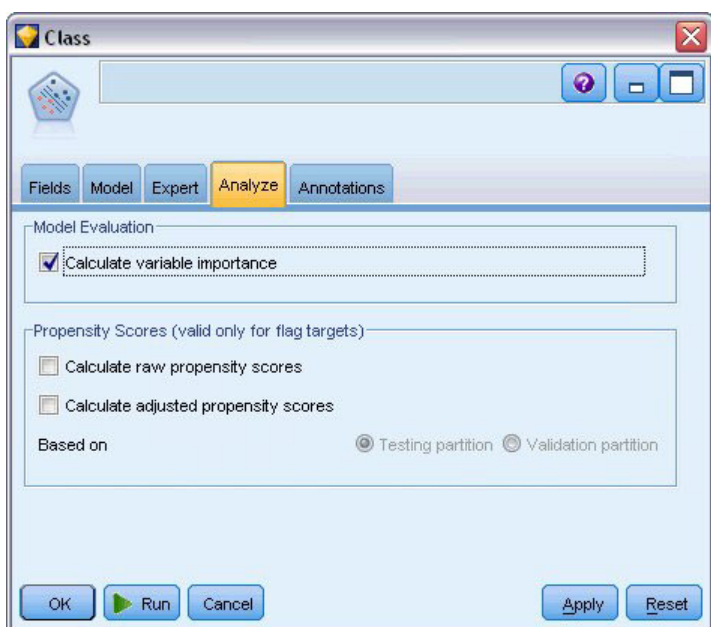 Class
?
Fields Model Expert Analyze Annotations
Model Evaluation
Calculate variable importance
Propensity Scores (valid only for flag targets)
Calculate raw propensity scores
Calculate adjusted propensity scores
Based on Testing partition Validation partition
OK Run Cancel Apply Reset